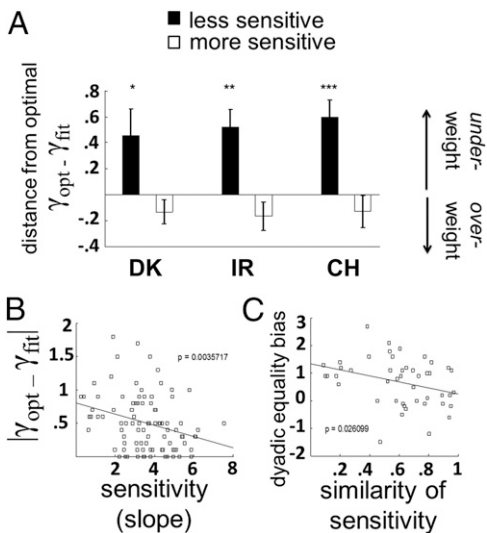 A
■ less sensitive
□ more sensitive
distance from optimal
γopt - γfit
.8
.6
.4
.2
-.2
-.4
*
**
***
DK
IR
CH
under-
weight
over-
weight
B
|γopt – γfit|
2
1.5
1
.5
p = 0.0035717
2
4
6
8
sensitivity
(slope)
C
dyadic equality bias
3
2
1
0
1
2
p = 0.026099
.2
.4
.6
.8
1
similarity of
sensitivity